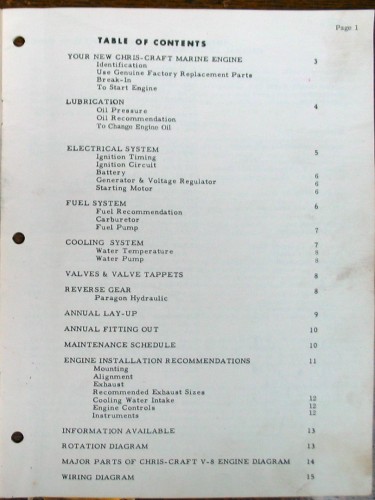 Page 1
TABLE OF CONTENTS
YOUR NEW CHRIS-CRAFT MARINE ENGINE 3
Identification
Use Genuine Factory Replacement Parts
Break-In
To Start Engine
LUBRICATION 4
Oil Pressure
Oil Recommendation
To Change Engine Oil
ELECTRICAL SYSTEM 5
Ignition Timing
Ignition Circuit
Battery 6
Generator & Voltage Regulator 6
Starting Motor 6
FUEL SYSTEM 6
Fuel Recommendation
Carburetor
Fuel Pump 7
COOLING SYSTEM 7
Water Temperature 8
Water Pump 8
VALVES & VALVE TAPPETS 8
REVERSE GEAR 8
Paragon Hydraulic
ANNUAL LAY-UP 9
ANNUAL FITTING OUT 10
MAINTENANCE SCHEDULE 10
ENGINE INSTALLATION RECOMMENDATIONS 11
Mounting
Alignment
Exhaust
Recommended Exhaust Sizes
Cooling Water Intake 12
Engine Controls 12
Instruments 12
INFORMATION AVAILABLE 13
ROTATION DIAGRAM 13
MAJOR PARTS OF CHRIS-CRAFT V-8 ENGINE DIAGRAM 14
WIRING DIAGRAM 15